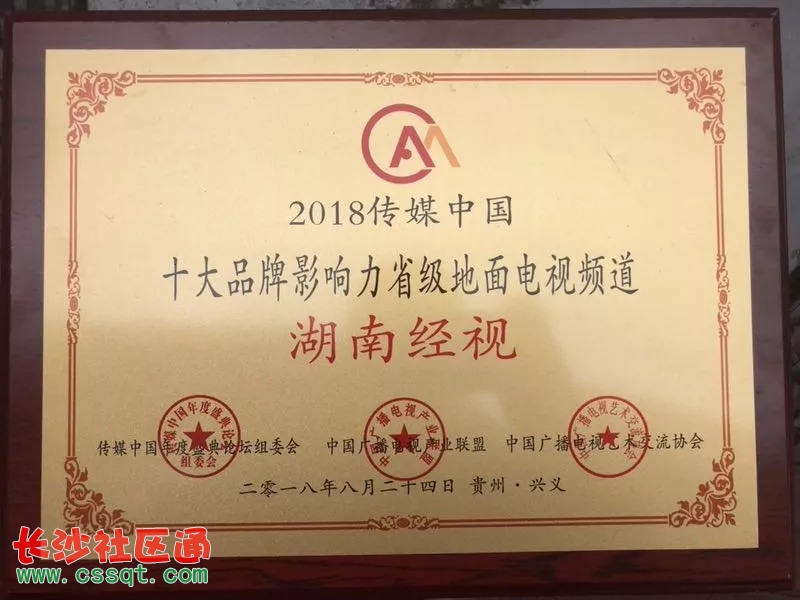 2018传媒中国
十大品牌影响力省级地面电视频道
湖南经视
传媒中国年度盛典论坛组委会 中国广播电视产业联盟 中国广播电视艺术交流协会
组委会
二零一八年八月二十四日 贵州·兴义
长沙社区通
www.cssqt.com